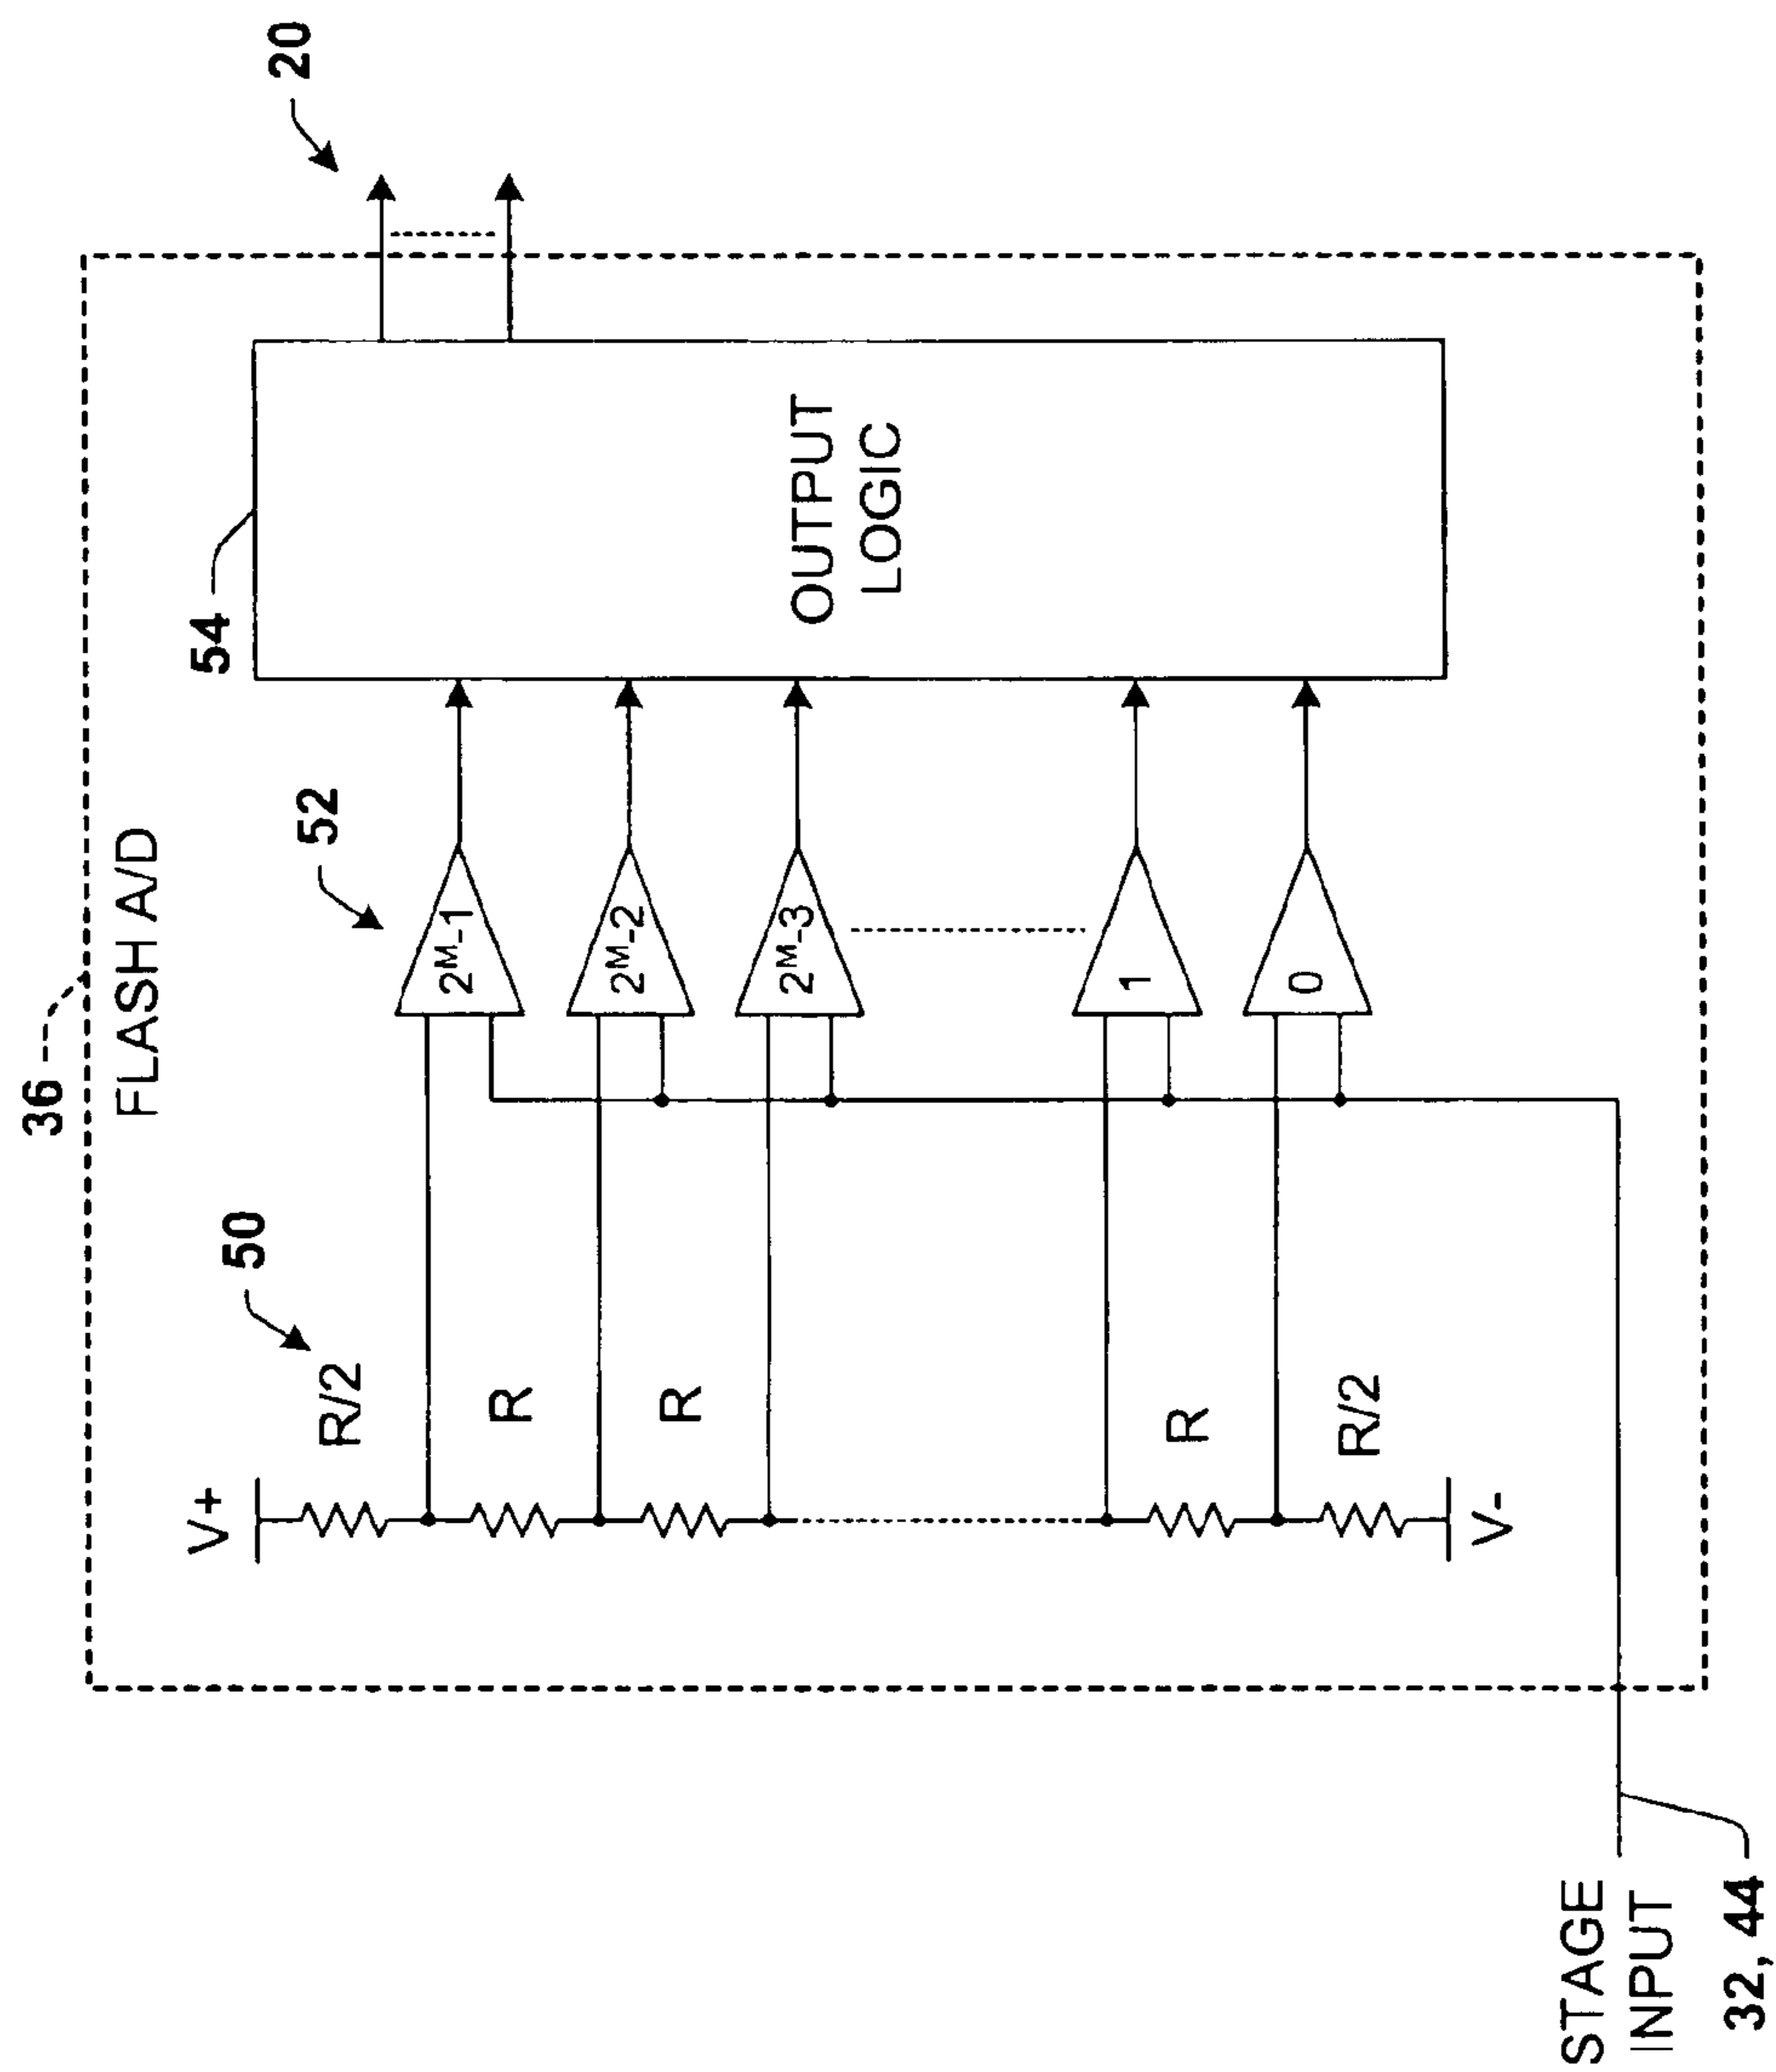 36
FLASH A/D
20
54
OUTPUT
LOGIC
52
2ᴹ-1
2ᴹ-2
2ᴹ-3
1
0
50
V+
R/2
R
R
R
R/2
V-
STAGE
INPUT
32, 44